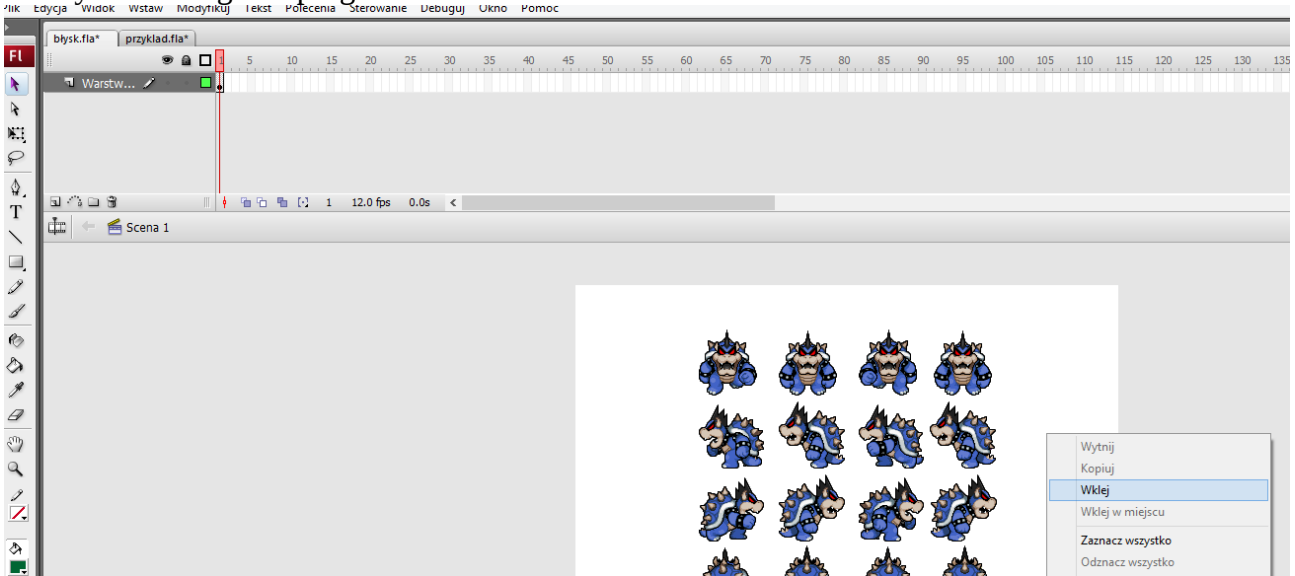 Plik Edycja Widok Wstaw Modyfikuj Tekst Polecenia Sterowanie Debuguj Okno Pomoc
błysk.fla* przyklad.fla*
Fl
1 5 10 15 20 25 30 35 40 45 50 55 60 65 70 75 80 85 90 95 100 105 110 115 120 125 130 135
Warstw...
T
1 12.0 fps 0.0s
Scena 1
Wytnij
Kopiuj
Wklej
Wklej w miejscu
Zaznacz wszystko
Odznacz wszystko